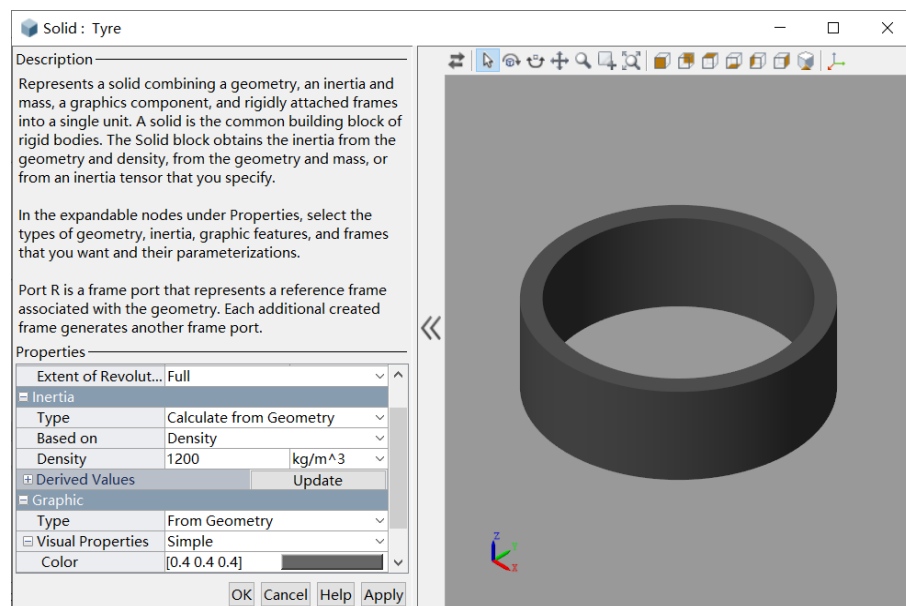 Solid : Tyre
Description
Represents a solid combining a geometry, an inertia and
mass, a graphics component, and rigidly attached frames
into a single unit. A solid is the common building block of
rigid bodies. The Solid block obtains the inertia from the
geometry and density, from the geometry and mass, or
from an inertia tensor that you specify.
In the expandable nodes under Properties, select the
types of geometry, inertia, graphic features, and frames
that you want and their parameterizations.
Port R is a frame port that represents a reference frame
associated with the geometry. Each additional created
frame generates another frame port.
Properties
Extent of Revolut... Full
Inertia
Type Calculate from Geometry
Based on Density
Density 1200 kg/m^3
Derived Values Update
Graphic
Type From Geometry
Visual Properties Simple
Color [0.4 0.4 0.4]
OK Cancel Help Apply
Z
Y
X